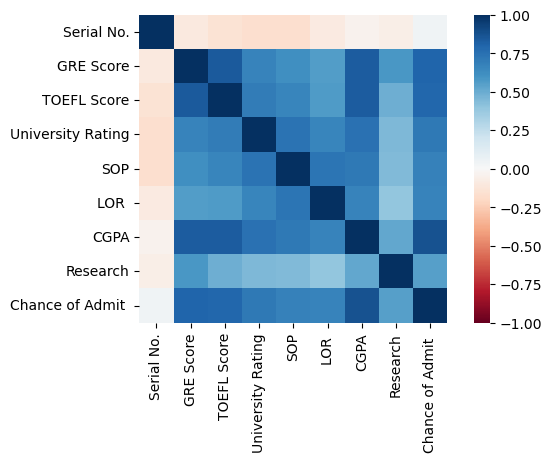 Serial No.
GRE Score
TOEFL Score
University Rating
SOP
LOR
CGPA
Research
Chance of Admit
Serial No.
GRE Score
TOEFL Score
University Rating
SOP
LOR
CGPA
Research
Chance of Admit
1.00
0.75
0.50
0.25
0.00
−0.25
−0.50
−0.75
−1.00